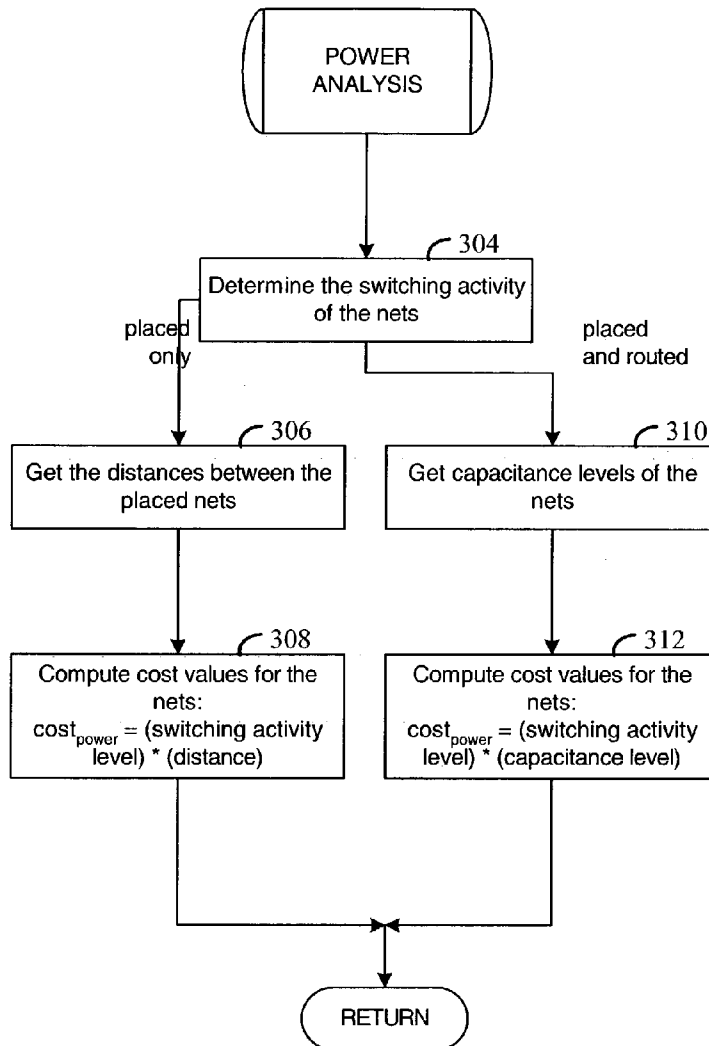 POWER
ANALYSIS
304
Determine the switching activity
of the nets
placed
only
placed
and routed
306
Get the distances between the
placed nets
310
Get capacitance levels of the
nets
308
Compute cost values for the
nets:
cost_power = (switching activity
level) * (distance)
312
Compute cost values for the
nets:
cost_power = (switching activity
level) * (capacitance level)
RETURN